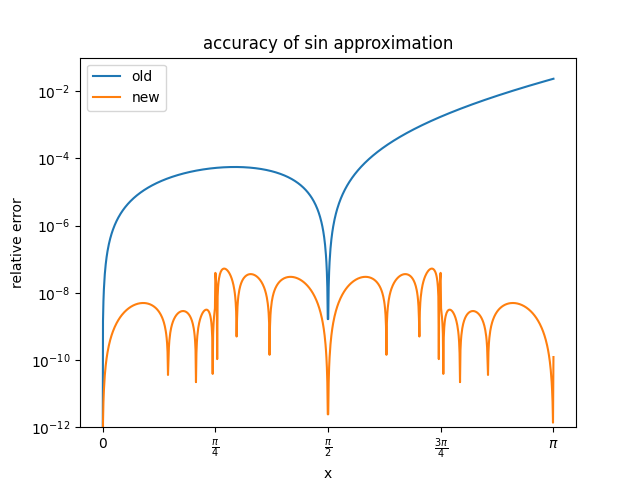 accuracy of sin approximation
old
new
10⁻²
10⁻⁴
10⁻⁶
10⁻⁸
10⁻¹⁰
10⁻¹²
relative error
0 π/4 π/2 3π/4 π
x